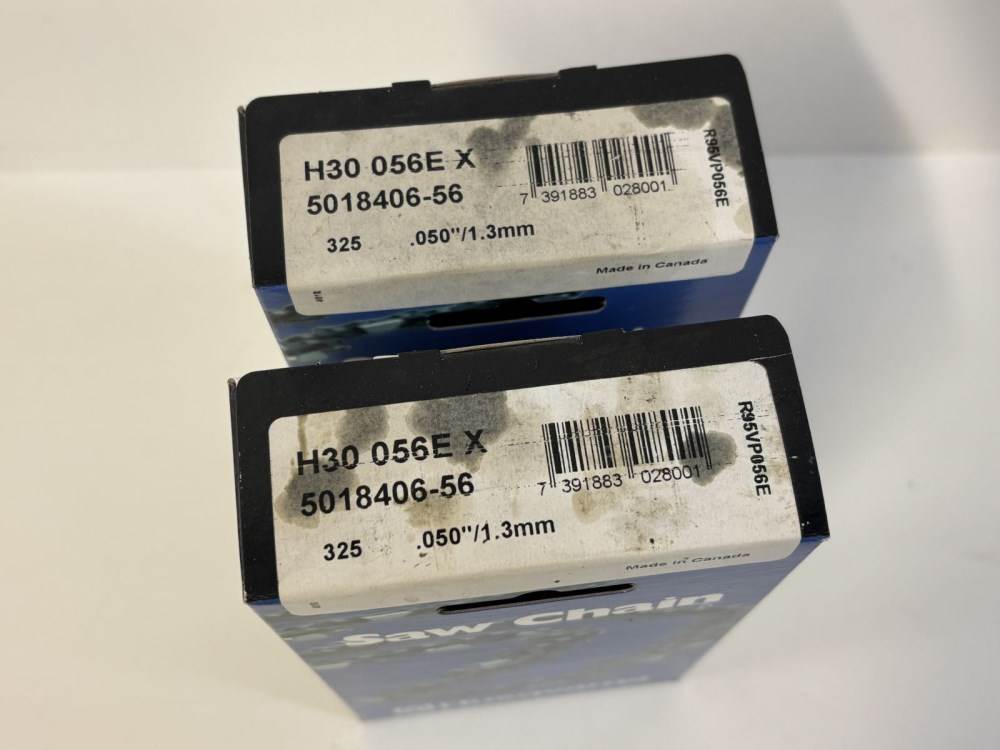 H30 056E X
5018406-56
325 .050"/1.3mm
7 391883 028001
R95VP056E
Made in Canada
H30 056E X
5018406-56
325 .050"/1.3mm
7 391883 028001
R95VP056E
Made in Canada
Saw Chain